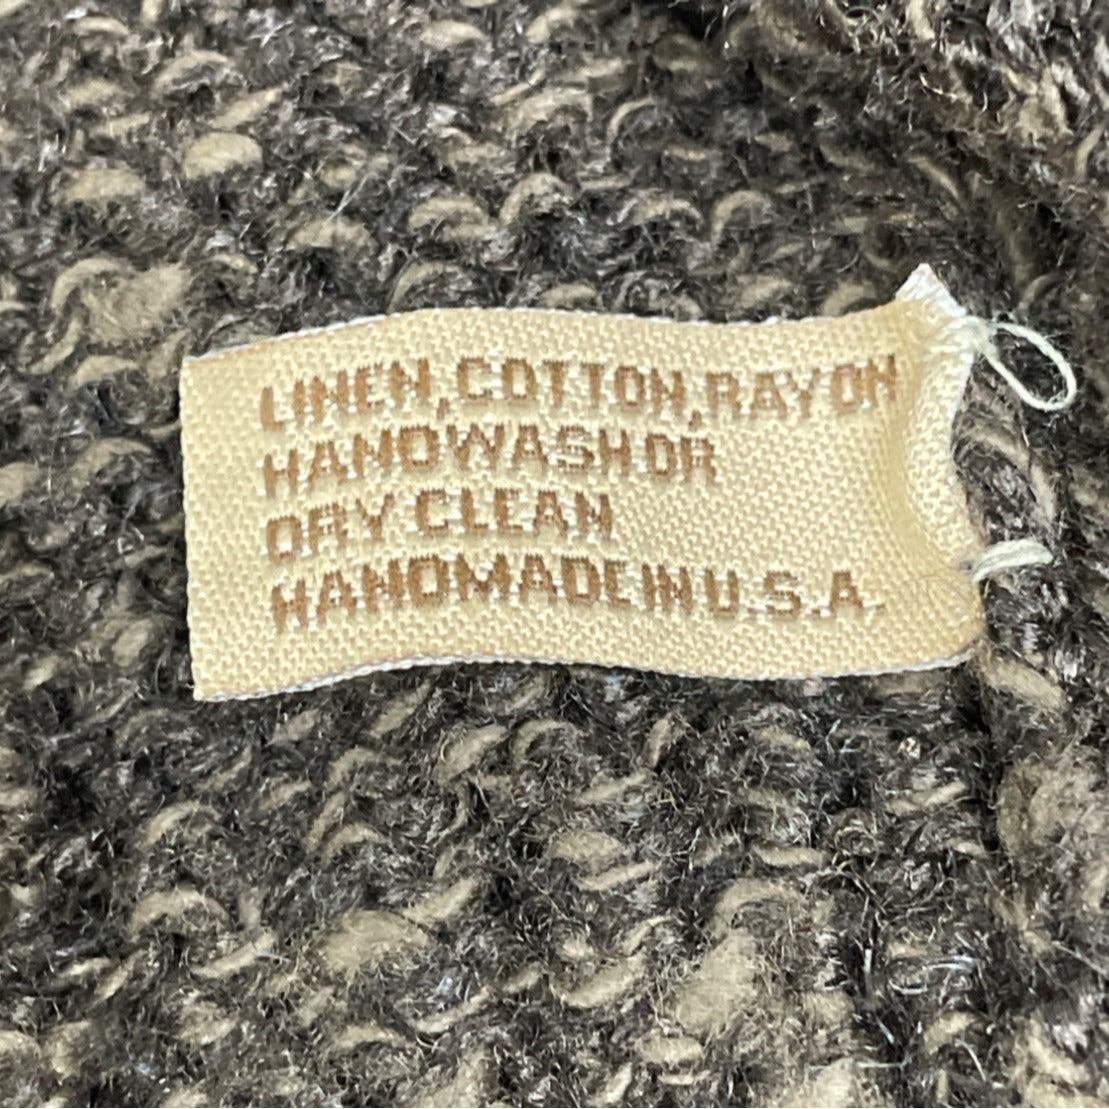 LINEN, COTTON, RAYON
HANDWASH OR
DRY CLEAN
HANDMADE IN U.S.A.